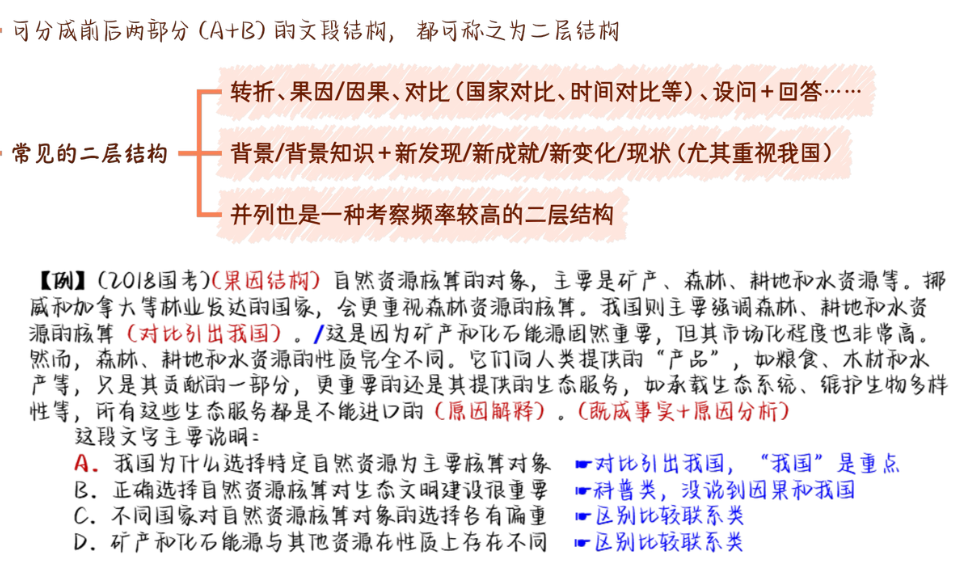 可分成前后两部分（A+B）的文段结构，都可称之为二层结构
转折、果因/因果、对比（国家对比、时间对比等）、设问+回答……
常见的二层结构
背景/背景知识+新发现/新成就/新变化/现状（尤其重视我国）
并列也是一种考察频率较高的二层结构
【例】(2018国考)(果因结构) 自然资源核算的对象，主要是矿产、森林、耕地和水资源等。挪
威和加拿大等林业发达的国家，会更重视森林资源的核算。我国则主要强调森林、耕地和水资
源的核算（对比引出我国）。/这是因为矿产和化石能源固然重要，但其市场化程度也非常高。
然而，森林、耕地和水资源的性质完全不同。它们向人类提供的“产品”，如粮食、木材和水
产等，只是其贡献的一部分，更重要的还是其提供的生态服务，如承载生态系统、维护生物多样
性等，所有这些生态服务都是不能进口的（原因解释）。（既成事实+原因分析）
这段文字主要说明：
A. 我国为什么选择特定自然资源为主要核算对象 ☛对比引出我国，“我国”是重点
B. 正确选择自然资源核算对生态文明建设很重要 ☛科普类，没说到因果和我国
C. 不同国家对自然资源核算对象的选择各有偏重 ☛区别比较联系类
D. 矿产和化石能源与其他资源在性质上存在不同 ☛区别比较联系类